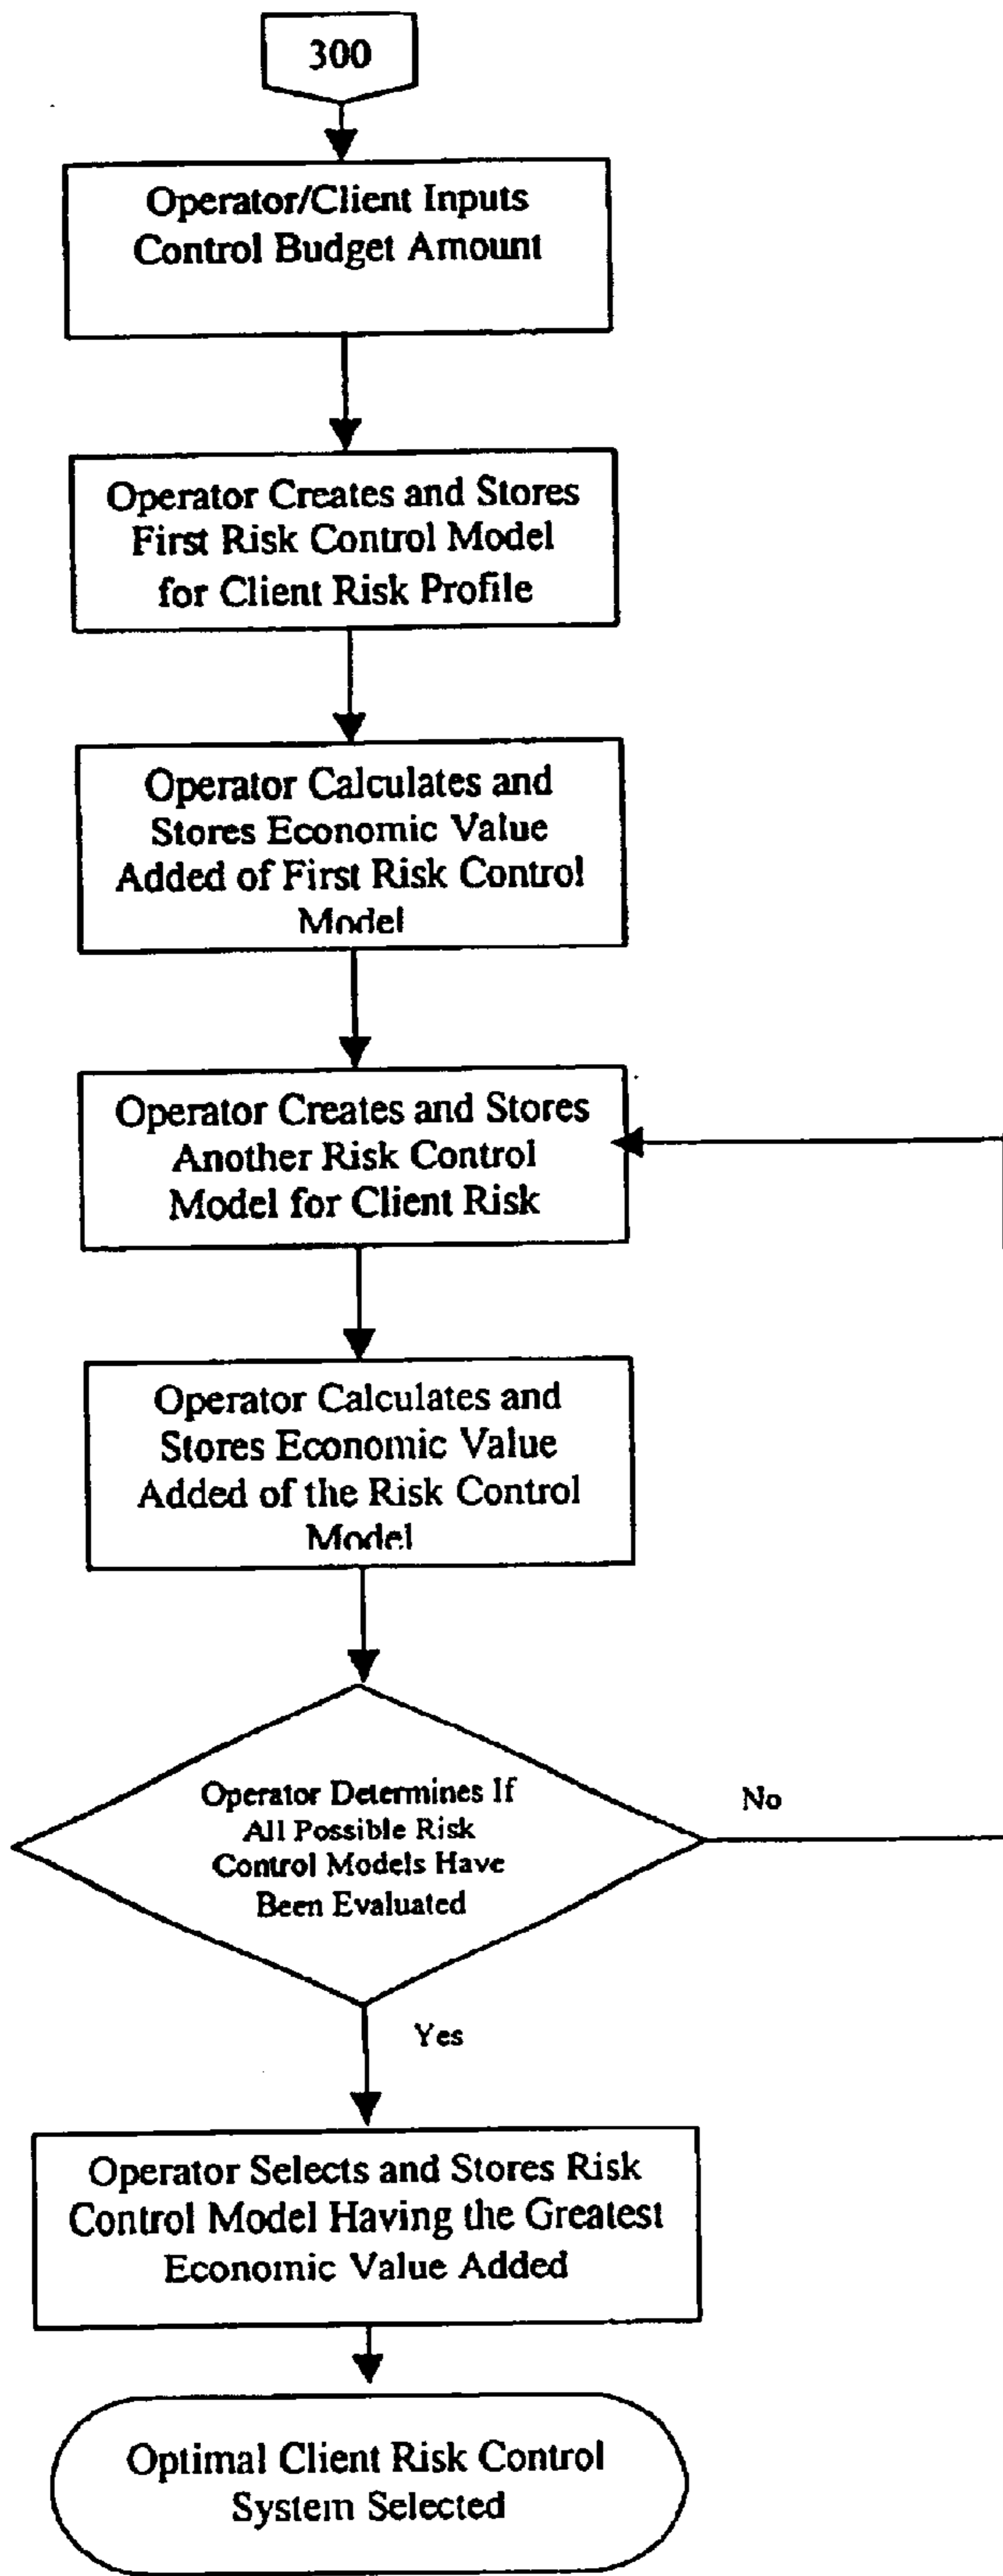 300
Operator/Client Inputs
Control Budget Amount
Operator Creates and Stores
First Risk Control Model
for Client Risk Profile
Operator Calculates and
Stores Economic Value
Added of First Risk Control
Model
Operator Creates and Stores
Another Risk Control
Model for Client Risk
Operator Calculates and
Stores Economic Value
Added of the Risk Control
Model
Operator Determines If
All Possible Risk
Control Models Have
Been Evaluated
No
Yes
Operator Selects and Stores Risk
Control Model Having the Greatest
Economic Value Added
Optimal Client Risk Control
System Selected